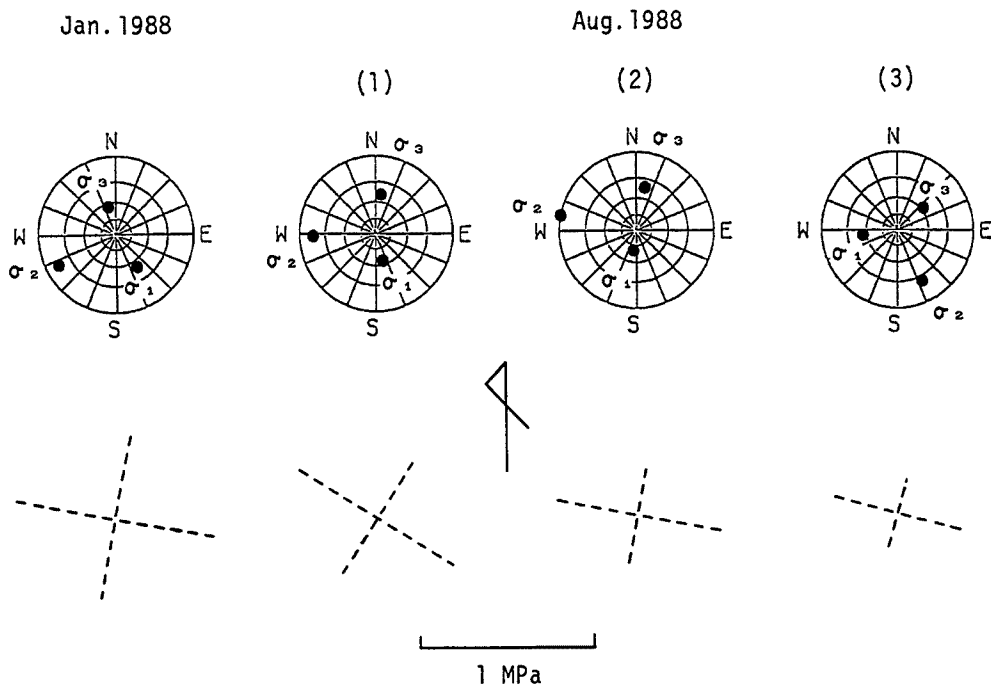 Jan.1988 Aug.1988
(1) (2) (3)
N N N N
σ₃ σ₃ σ₃ σ₃
W E W E W E W E
σ₂ σ₁ σ₂ σ₁ σ₂ σ₁ σ₁ σ₂
S S S S
1 MPa